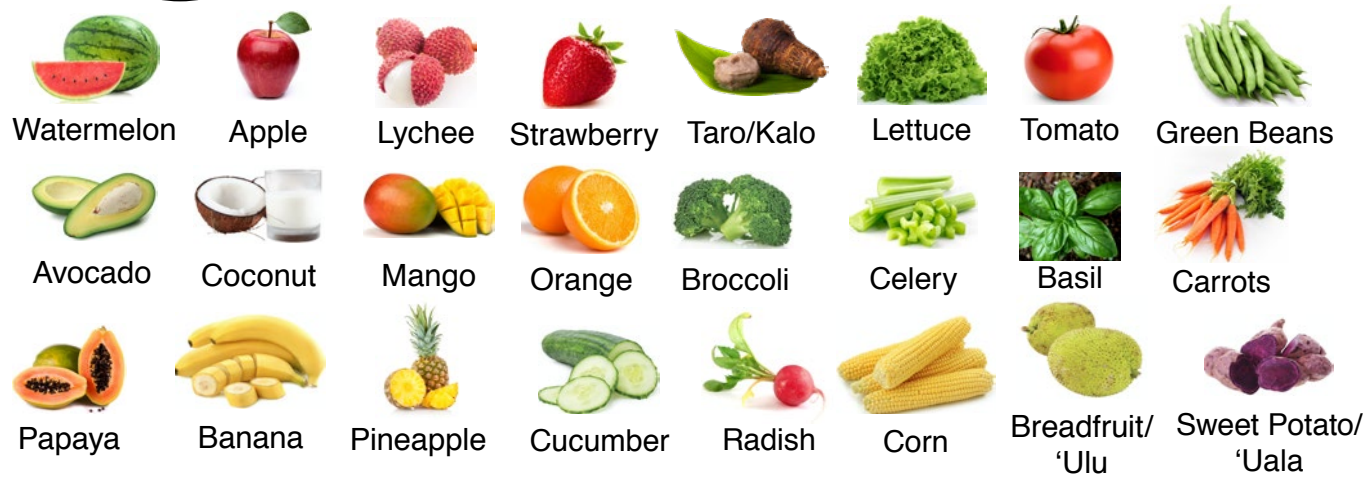 Watermelon Apple Lychee Strawberry Taro/Kalo Lettuce Tomato Green Beans
Avocado Coconut Mango Orange Broccoli Celery Basil Carrots
Papaya Banana Pineapple Cucumber Radish Corn Breadfruit/ Sweet Potato/
‘Ulu ‘Uala